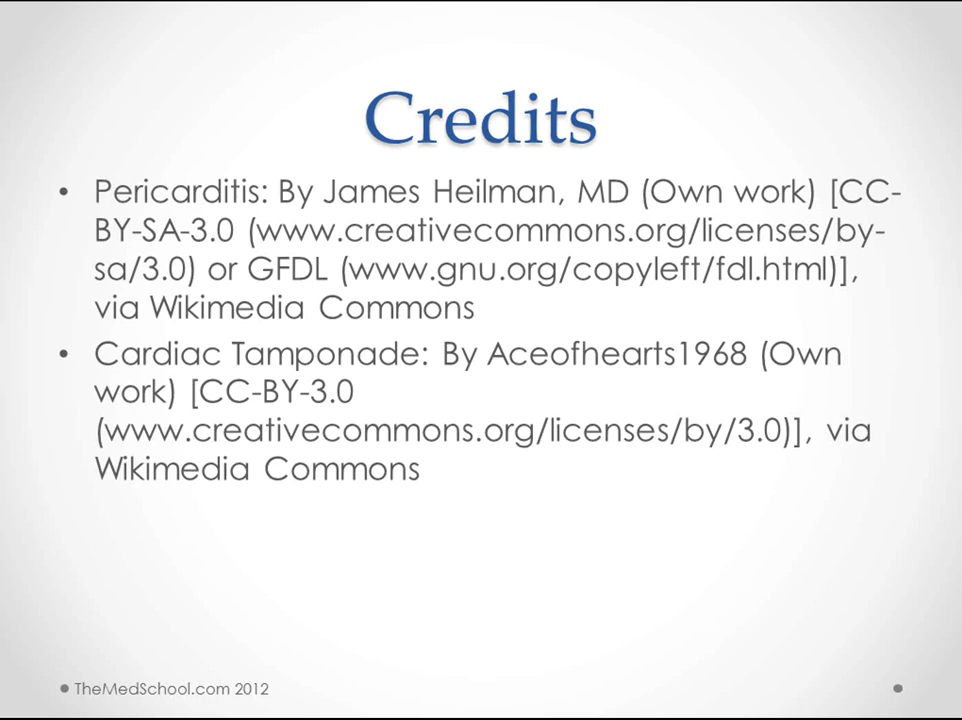 Credits
• Pericarditis: By James Heilman, MD (Own work) [CC-
BY-SA-3.0 (www.creativecommons.org/licenses/by-
sa/3.0) or GFDL (www.gnu.org/copyleft/fdl.html)],
via Wikimedia Commons
• Cardiac Tamponade: By Aceofhearts1968 (Own
work) [CC-BY-3.0
(www.creativecommons.org/licenses/by/3.0)], via
Wikimedia Commons
TheMedSchool.com 2012